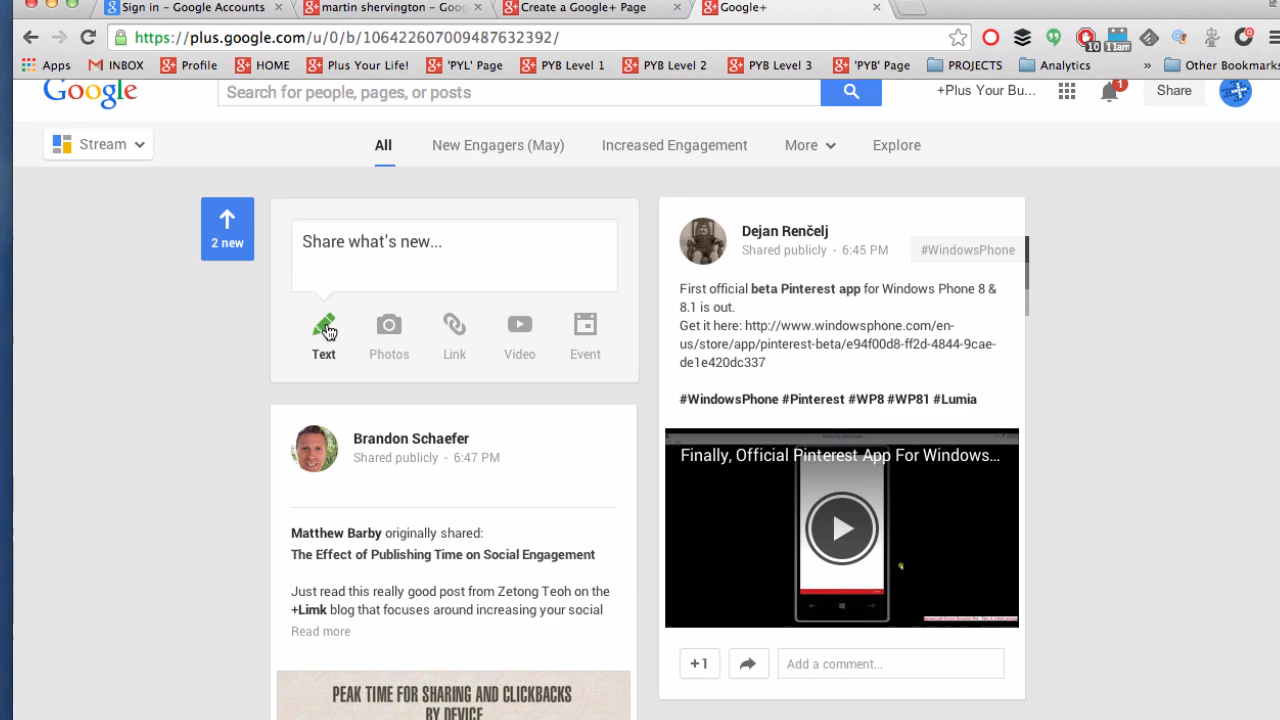 Sign in – Google Accounts
martin shervington – Goo
Create a Google+ Page
Google+
https://plus.google.com/u/0/b/106422607009487632392/
10
11am
Apps
INBOX
Profile
HOME
Plus Your Life!
'PYL' Page
PYB Level 1
PYB Level 2
PYB Level 3
'PYB' Page
PROJECTS
Analytics
»
Other Bookmarks
Google
Search for people, pages, or posts
+Plus Your Bu...
1
Share
Stream
All
New Engagers (May)
Increased Engagement
More
Explore
2 new
Share what's new...
Text
Photos
Link
Video
Event
Brandon Schaefer
Shared publicly - 6:47 PM
Matthew Barby originally shared:
The Effect of Publishing Time on Social Engagement
Just read this really good post from Zetong Teoh on the
+Limk blog that focuses around increasing your social
Read more
PEAK TIME FOR SHARING AND CLICKBACKS
BY DEVICE
Dejan Renčelj
Shared publicly - 6:45 PM
#WindowsPhone
First official beta Pinterest app for Windows Phone 8 &
8.1 is out.
Get it here: http://www.windowsphone.com/en-
us/store/app/pinterest-beta/e94f00d8-ff2d-4844-9cae-
de1e420dc337
#WindowsPhone #Pinterest #WP8 #WP81 #Lumia
Finally, Official Pinterest App For Windows...
+1
Add a comment...